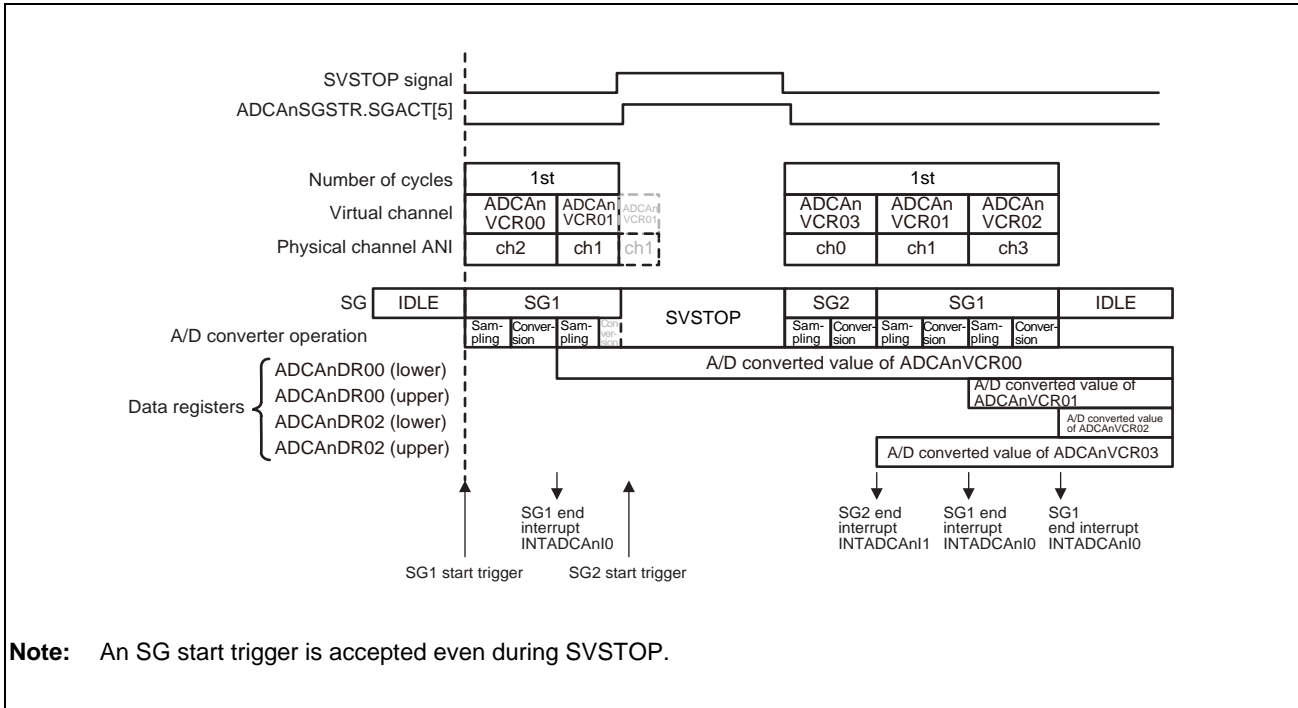 SVSTOP signal
ADCAnSGSTR.SGACT[5]
Number of cycles
1st
1st
Virtual channel
ADCAn
VCR00
ADCAn
VCR01
ADCAn
VCR01
ADCAn
VCR03
ADCAn
VCR01
ADCAn
VCR02
Physical channel ANI
ch2
ch1
ch1
ch0
ch1
ch3
SG
IDLE
SG1
SVSTOP
SG2
SG1
IDLE
A/D converter operation
Sam-
pling
Conver-
sion
Sam-
pling
Con-
ver-
sion
Sam-
pling
Conver-
sion
Sam-
pling
Conver-
sion
Sam-
pling
Conver-
sion
Data registers
ADCAnDR00 (lower)
ADCAnDR00 (upper)
ADCAnDR02 (lower)
ADCAnDR02 (upper)
A/D converted value of ADCAnVCR00
A/D converted value of
ADCAnVCR01
A/D converted value
of ADCAnVCR02
A/D converted value of ADCAnVCR03
SG1 end
interrupt
INTADCAnI0
SG2 end
interrupt
INTADCAnI1
SG1 end
interrupt
INTADCAnI0
SG1
end interrupt
INTADCAnI0
SG1 start trigger
SG2 start trigger
Note: An SG start trigger is accepted even during SVSTOP.